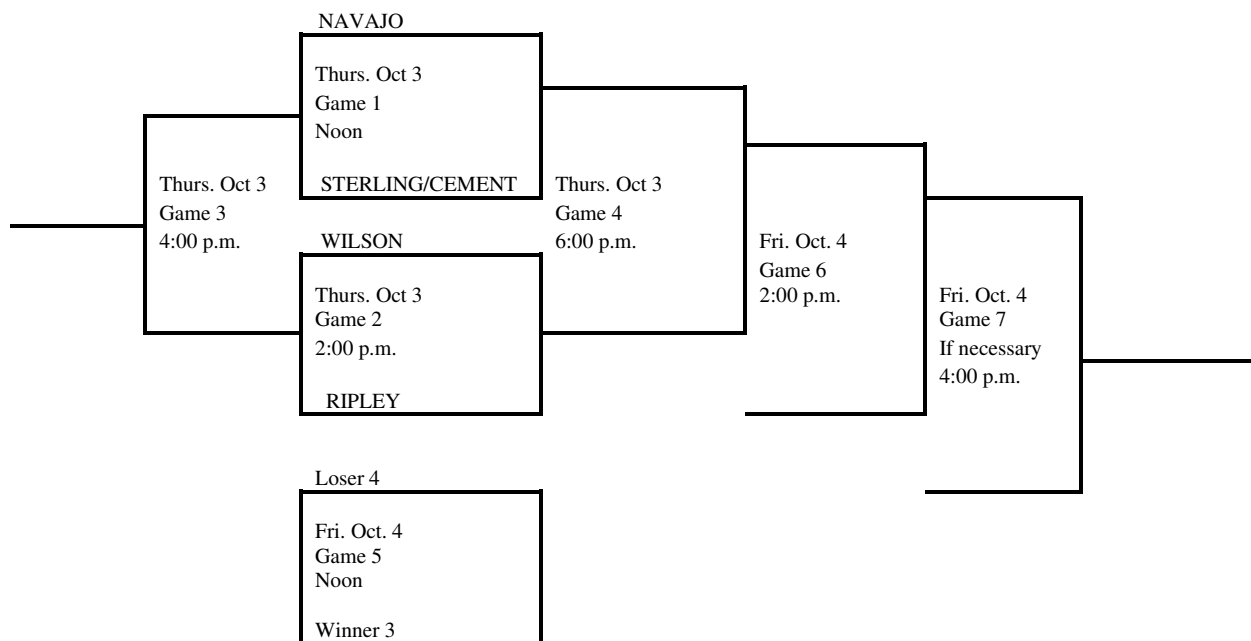 NAVAJO
Thurs. Oct 3
Game 1
Noon
STERLING/CEMENT
Thurs. Oct 3
Game 3
4:00 p.m.
Thurs. Oct 3
Game 4
6:00 p.m.
WILSON
Thurs. Oct 3
Game 2
2:00 p.m.
RIPLEY
Fri. Oct. 4
Game 6
2:00 p.m.
Fri. Oct. 4
Game 7
If necessary
4:00 p.m.
Loser 4
Fri. Oct. 4
Game 5
Noon
Winner 3